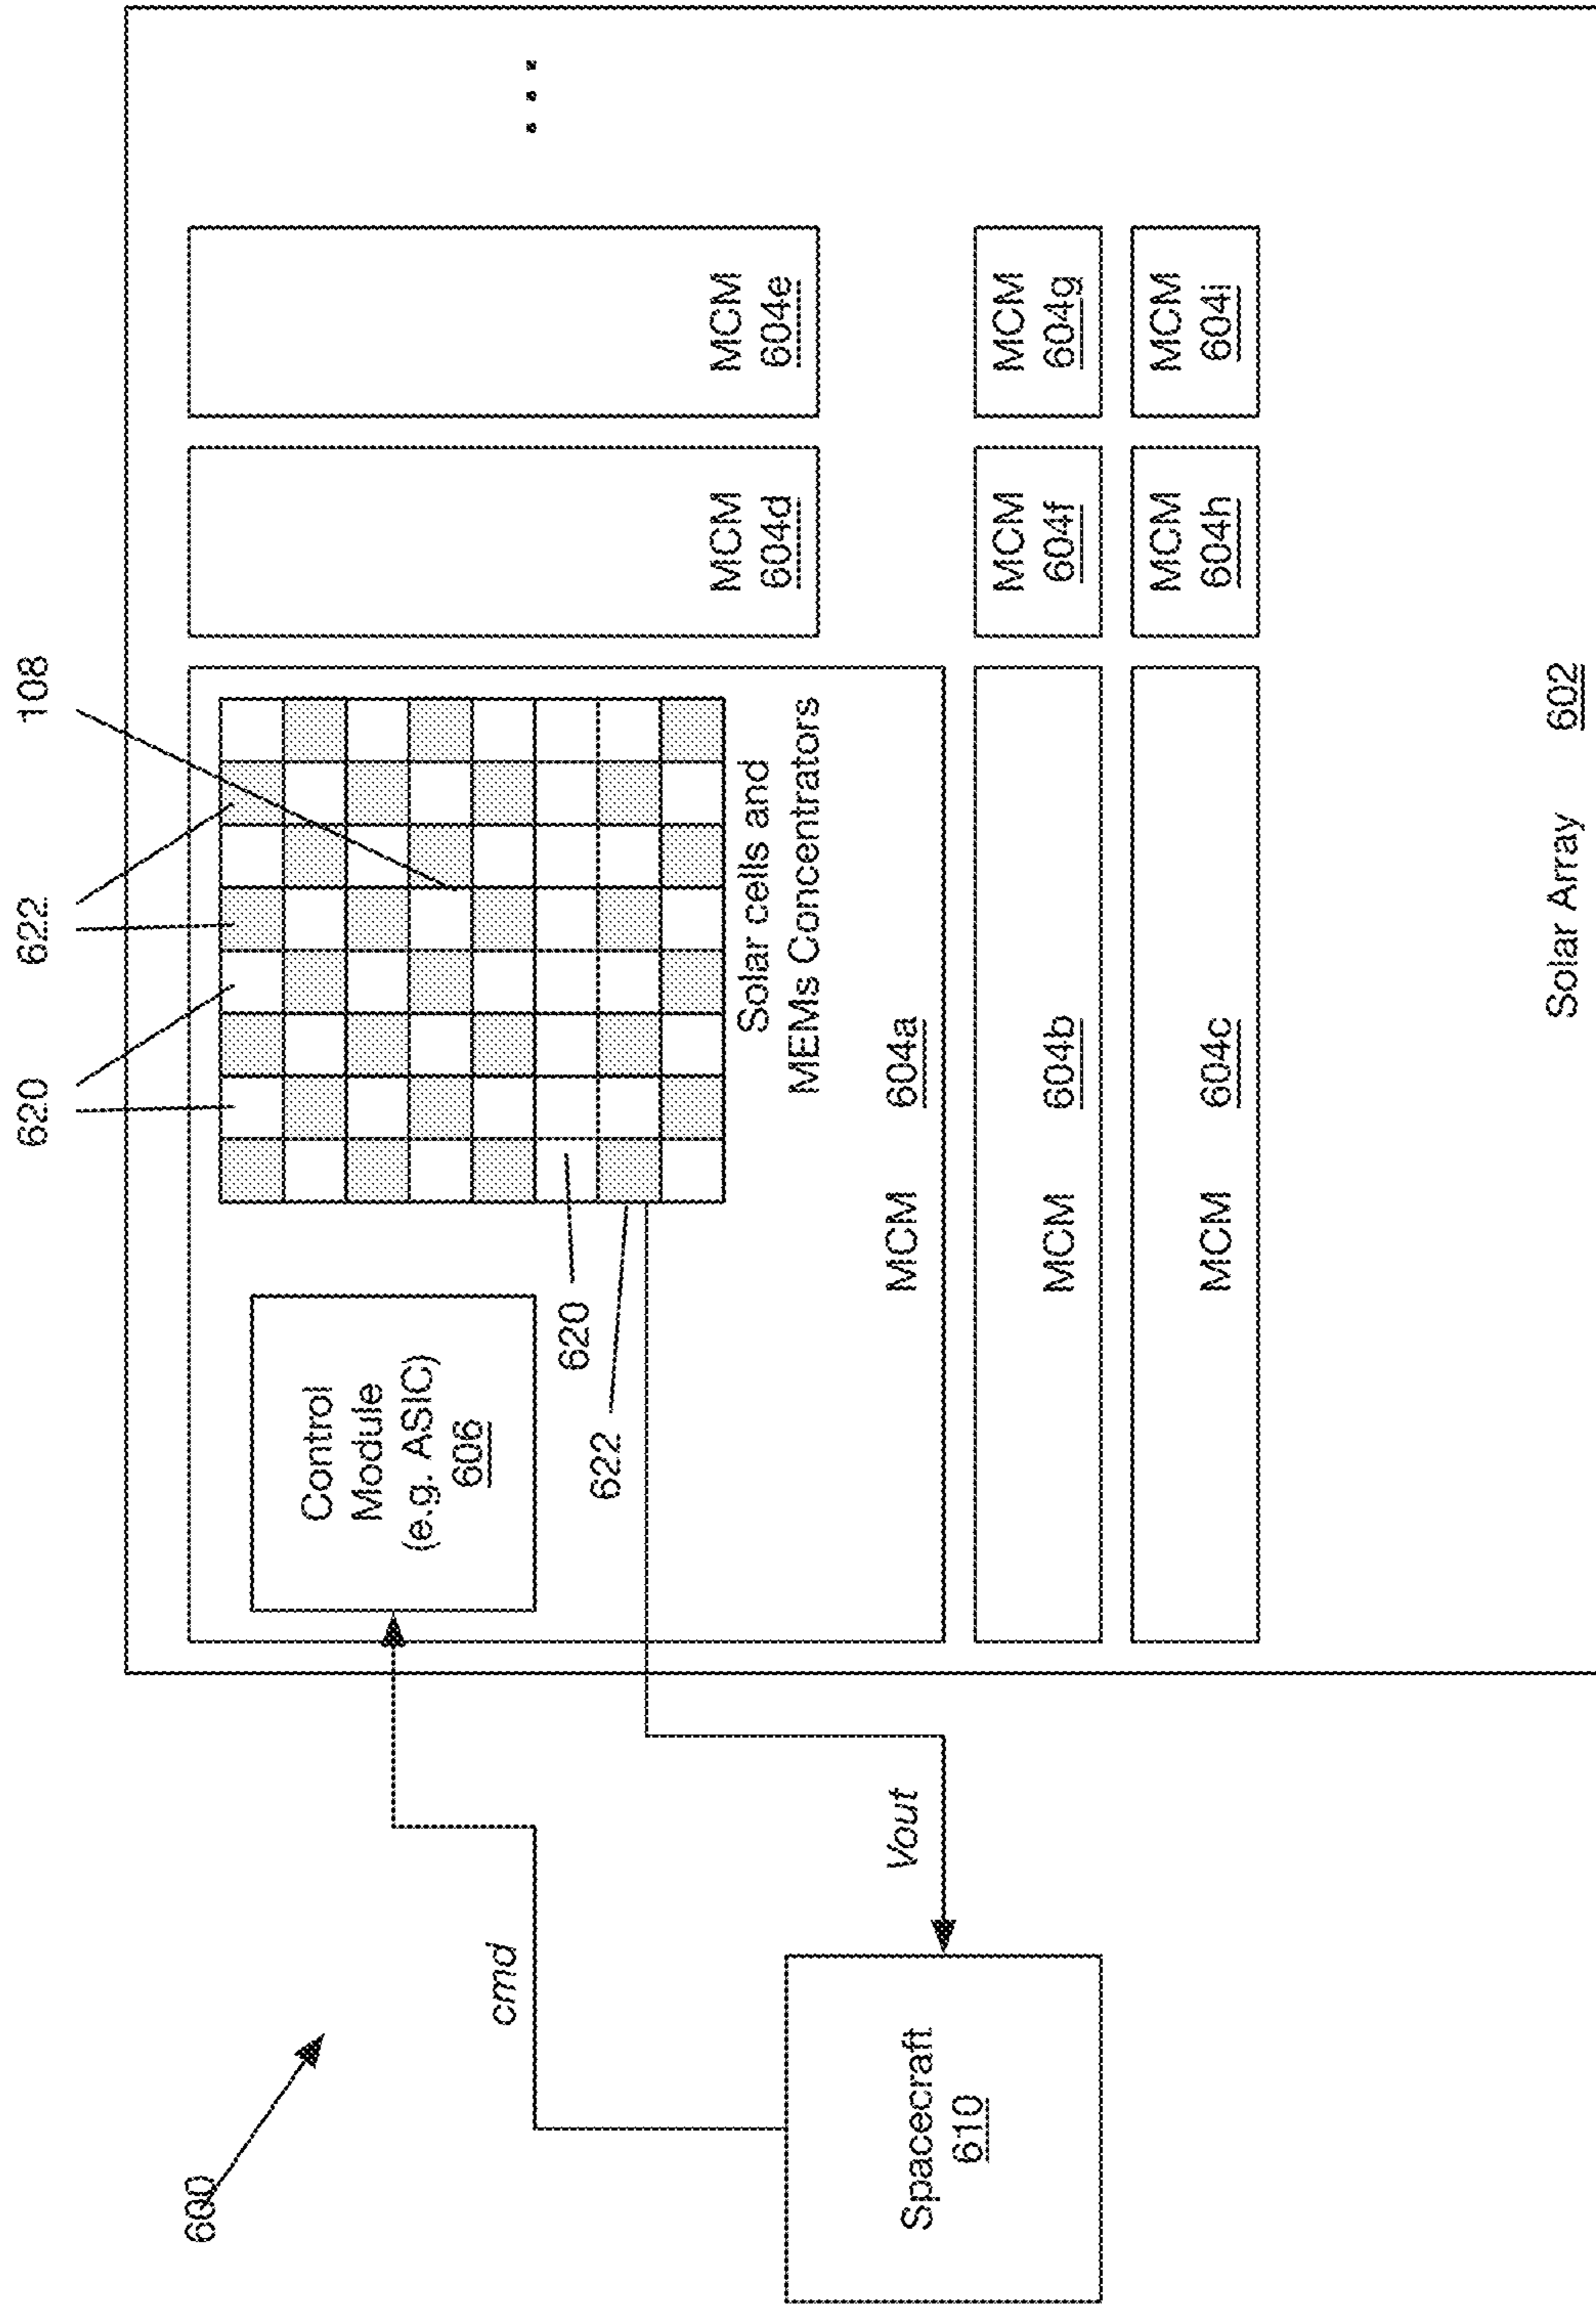 600
620
622
108
Control
Module
(e.g. ASIC)
606
620
622
Solar cells and
MEMs Concentrators
MCM 604a
MCM 604b
MCM 604c
MCM
604d
MCM
604e
MCM
604f
MCM
604g
MCM
604h
MCM
604i
...
cmd
Vout
Spacecraft
610
Solar Array 602